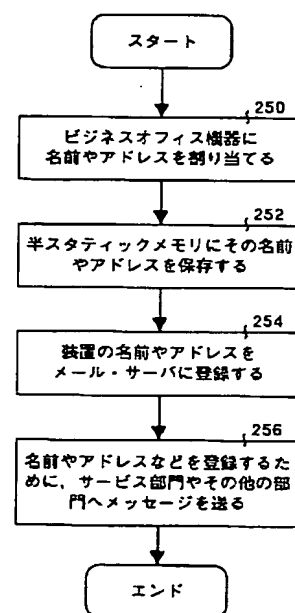 スタート
250
ビジネスオフィス機器に
名前やアドレスを割り当てる
252
半スタティックメモリにその名前
やアドレスを保存する
254
装置の名前やアドレスを
メール・サーバに登録する
256
名前やアドレスなどを登録するた
めに、サービス部門やその他の部
門へメッセージを送る
エンド